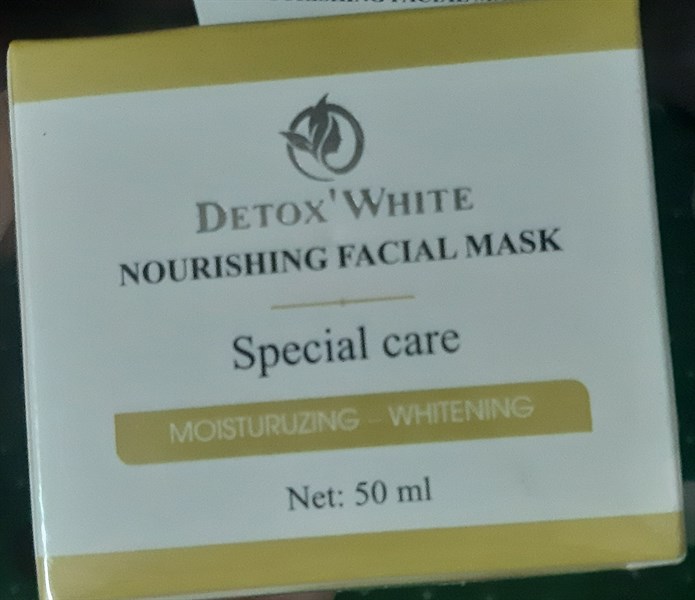 DETOX'WHITE
NOURISHING FACIAL MASK
Special care
MOISTURUZING - WHITENING
Net: 50 ml